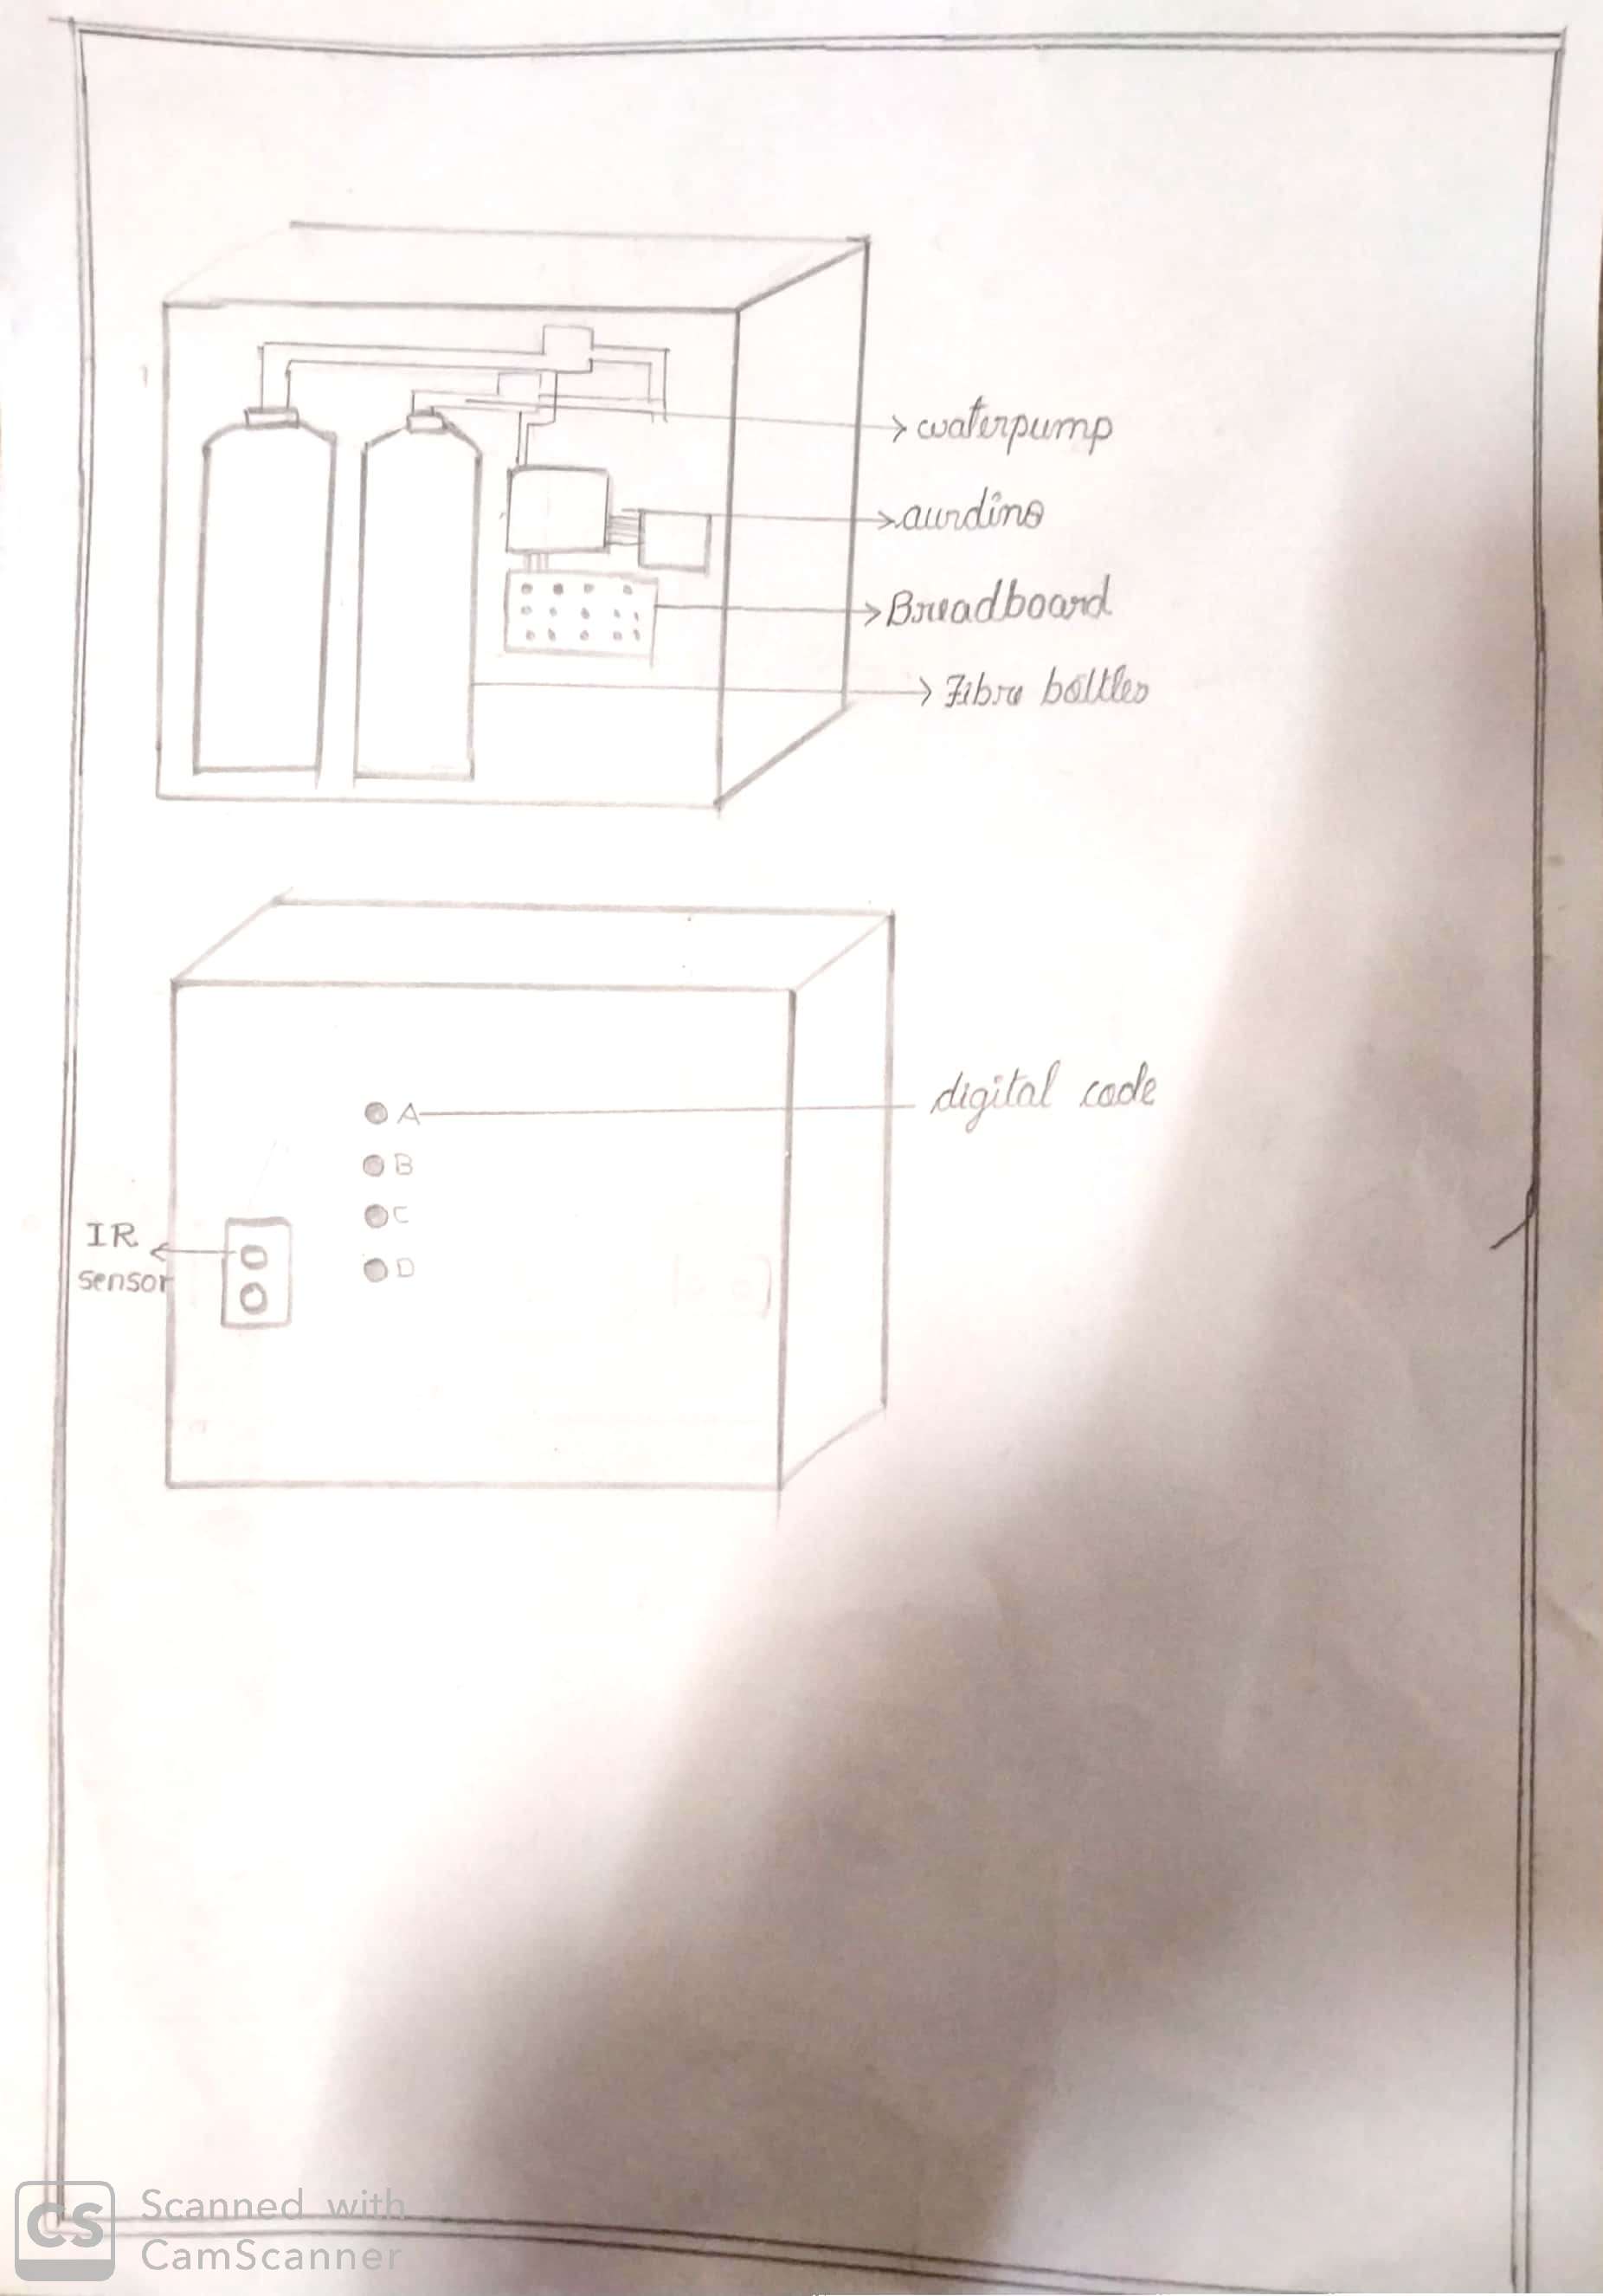 waterpump
aurdino
Breadboard
Fibre bottles
digital code
A
B
C
D
IR
sensor
CS
Scanned with
CamScanner